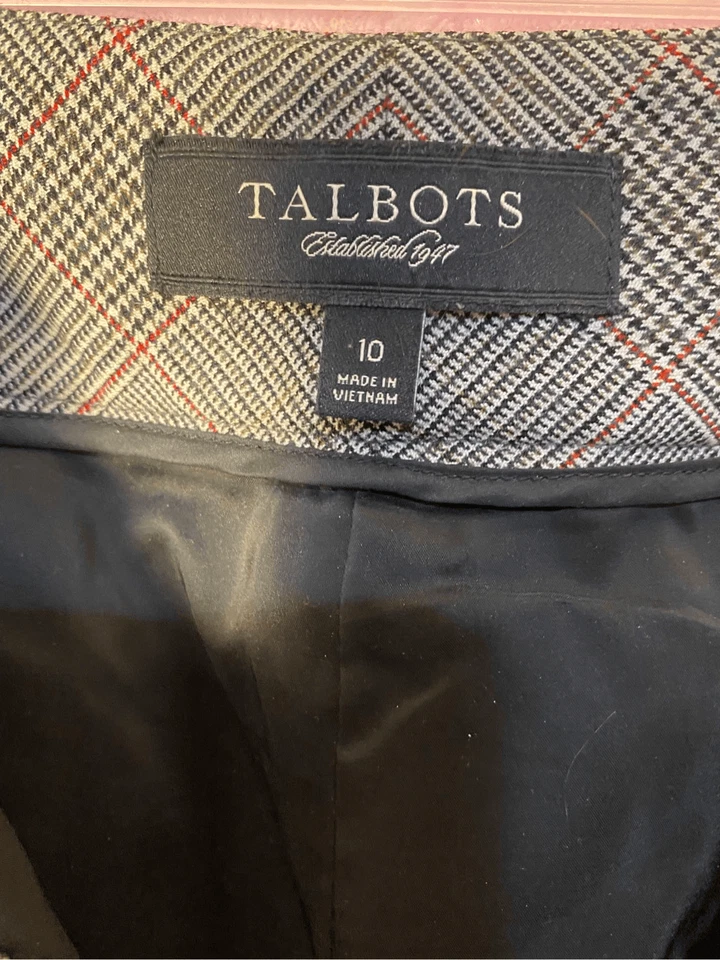 TALBOTS
Established 1947
10
MADE IN
VIETNAM